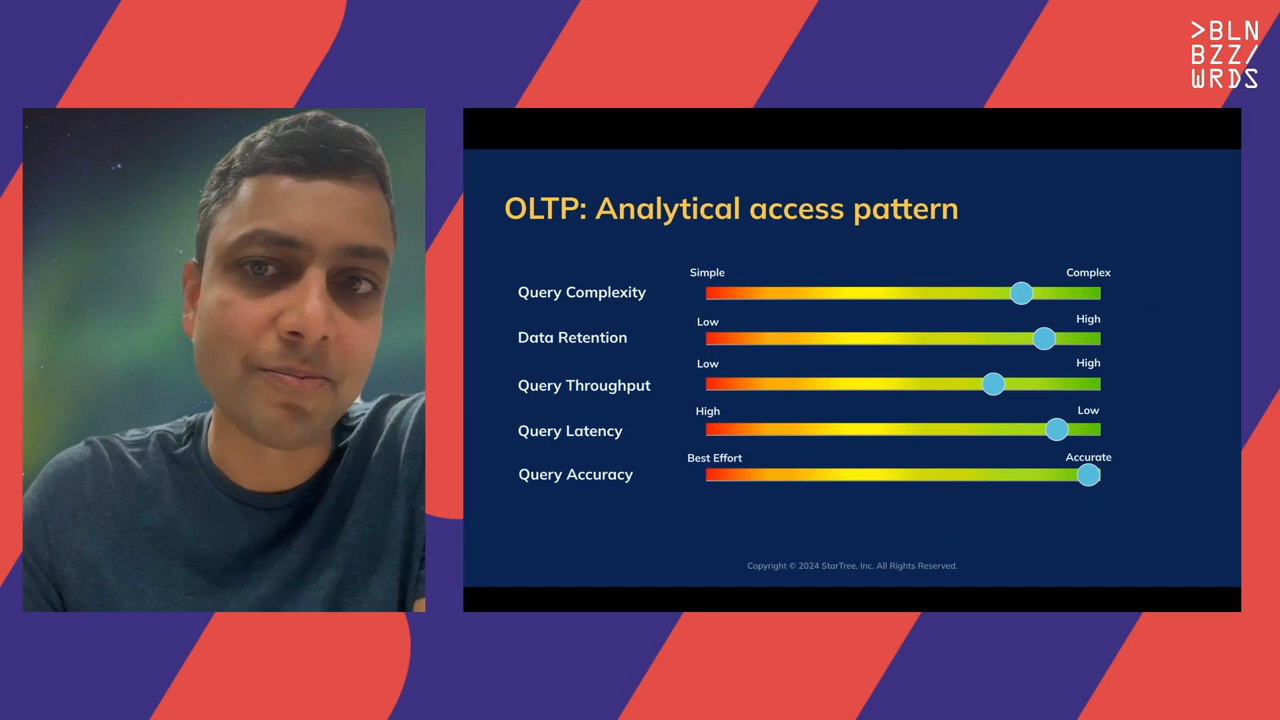 >BLN
BZZ/
WRDS
OLTP: Analytical access pattern
Simple Complex
Query Complexity
Low High
Data Retention
Low High
Query Throughput
High Low
Query Latency
Best Effort Accurate
Query Accuracy
Copyright © 2024 StarTree, Inc. All Rights Reserved.